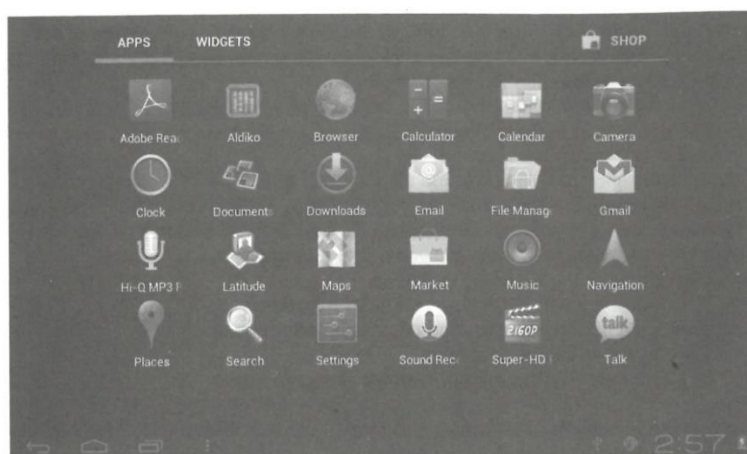 APPS WIDGETS SHOP
Adobe Rea Aldiko Browser Calculator Calendar Camera
Clock Documents Downloads Email File Manag Gmail
Hi-Q MP3 R Latitude Maps Market Music Navigation
2160P talk
Places Search Settings Sound Reco Super-HD Talk
2:57